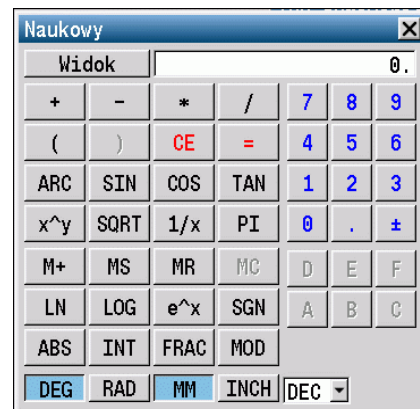 Naukowy
Widok 0.
+ - * / 7 8 9
( ) CE = 4 5 6
ARC SIN COS TAN 1 2 3
x^y SQRT 1/x PI 0 . ±
M+ MS MR MC D E F
LN LOG e^x SGN A B C
ABS INT FRAC MOD
DEG RAD MM INCH DEC